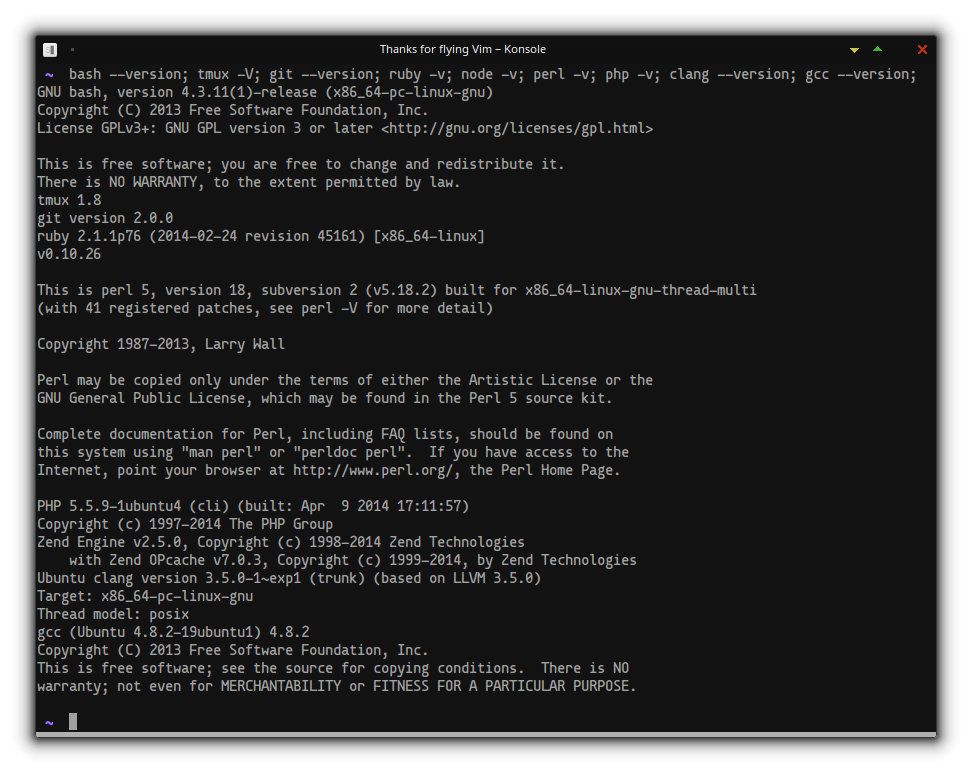 Thanks for flying Vim – Konsole
~ bash --version; tmux -V; git --version; ruby -v; node -v; perl -v; php -v; clang --version; gcc --version;
GNU bash, version 4.3.11(1)-release (x86_64-pc-linux-gnu)
Copyright (C) 2013 Free Software Foundation, Inc.
License GPLv3+: GNU GPL version 3 or later <http://gnu.org/licenses/gpl.html>

This is free software; you are free to change and redistribute it.
There is NO WARRANTY, to the extent permitted by law.
tmux 1.8
git version 2.0.0
ruby 2.1.1p76 (2014-02-24 revision 45161) [x86_64-linux]
v0.10.26

This is perl 5, version 18, subversion 2 (v5.18.2) built for x86_64-linux-gnu-thread-multi
(with 41 registered patches, see perl -V for more detail)

Copyright 1987-2013, Larry Wall

Perl may be copied only under the terms of either the Artistic License or the
GNU General Public License, which may be found in the Perl 5 source kit.

Complete documentation for Perl, including FAQ lists, should be found on
this system using "man perl" or "perldoc perl".  If you have access to the
Internet, point your browser at http://www.perl.org/, the Perl Home Page.

PHP 5.5.9-1ubuntu4 (cli) (built: Apr  9 2014 17:11:57)
Copyright (c) 1997-2014 The PHP Group
Zend Engine v2.5.0, Copyright (c) 1998-2014 Zend Technologies
    with Zend OPcache v7.0.3, Copyright (c) 1999-2014, by Zend Technologies
Ubuntu clang version 3.5.0-1~exp1 (trunk) (based on LLVM 3.5.0)
Target: x86_64-pc-linux-gnu
Thread model: posix
gcc (Ubuntu 4.8.2-19ubuntu1) 4.8.2
Copyright (C) 2013 Free Software Foundation, Inc.
This is free software; see the source for copying conditions.  There is NO
warranty; not even for MERCHANTABILITY or FITNESS FOR A PARTICULAR PURPOSE.

~